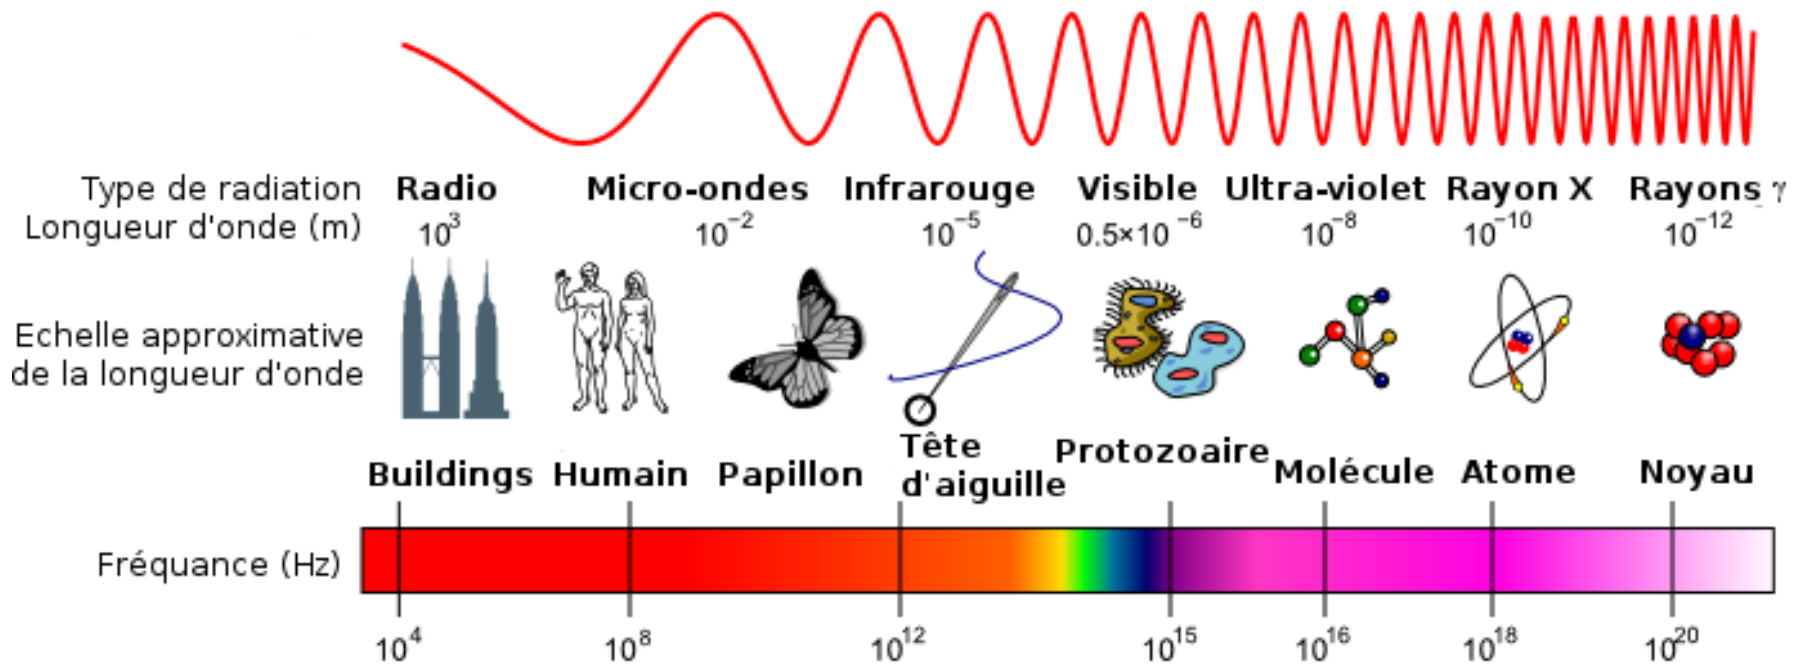 Type de radiation Radio Micro-ondes Infrarouge Visible Ultra-violet Rayon X Rayons γ
Longueur d'onde (m) 10³ 10⁻² 10⁻⁵ 0.5×10⁻⁶ 10⁻⁸ 10⁻¹⁰ 10⁻¹²
Echelle approximative
de la longueur d'onde
Buildings Humain Papillon Tête
d'aiguille Protozoaire Molécule Atome Noyau
Fréquance (Hz)
10⁴ 10⁸ 10¹² 10¹⁵ 10¹⁶ 10¹⁸ 10²⁰